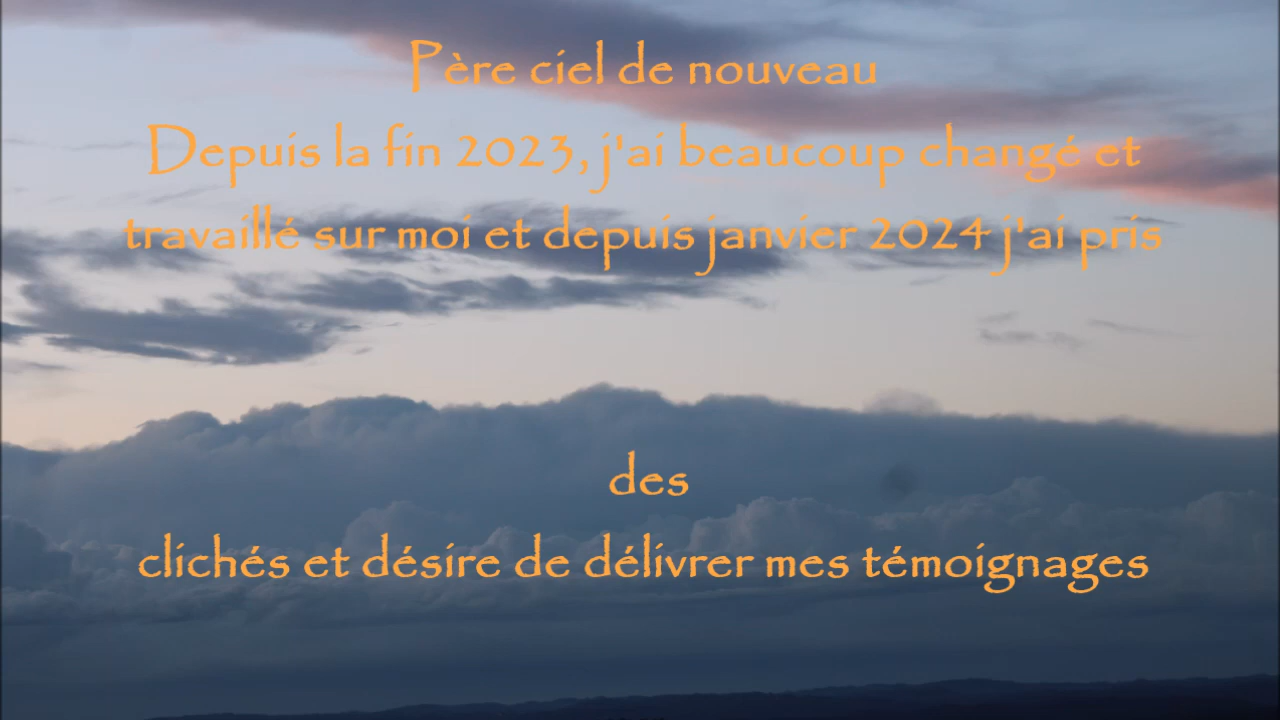 Père ciel de nouveau
Depuis la fin 2023, j'ai beaucoup changé et
travaillé sur moi et depuis janvier 2024 j'ai pris
des
clichés et désire de délivrer mes témoignages